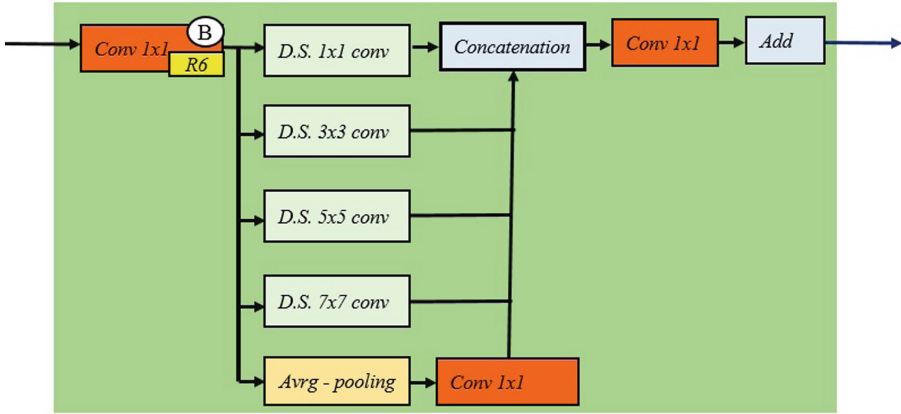 Conv 1x1
B
R6
D.S. 1x1 conv
Concatenation
Conv 1x1
Add
D.S. 3x3 conv
D.S. 5x5 conv
D.S. 7x7 conv
Avrg - pooling
Conv 1x1